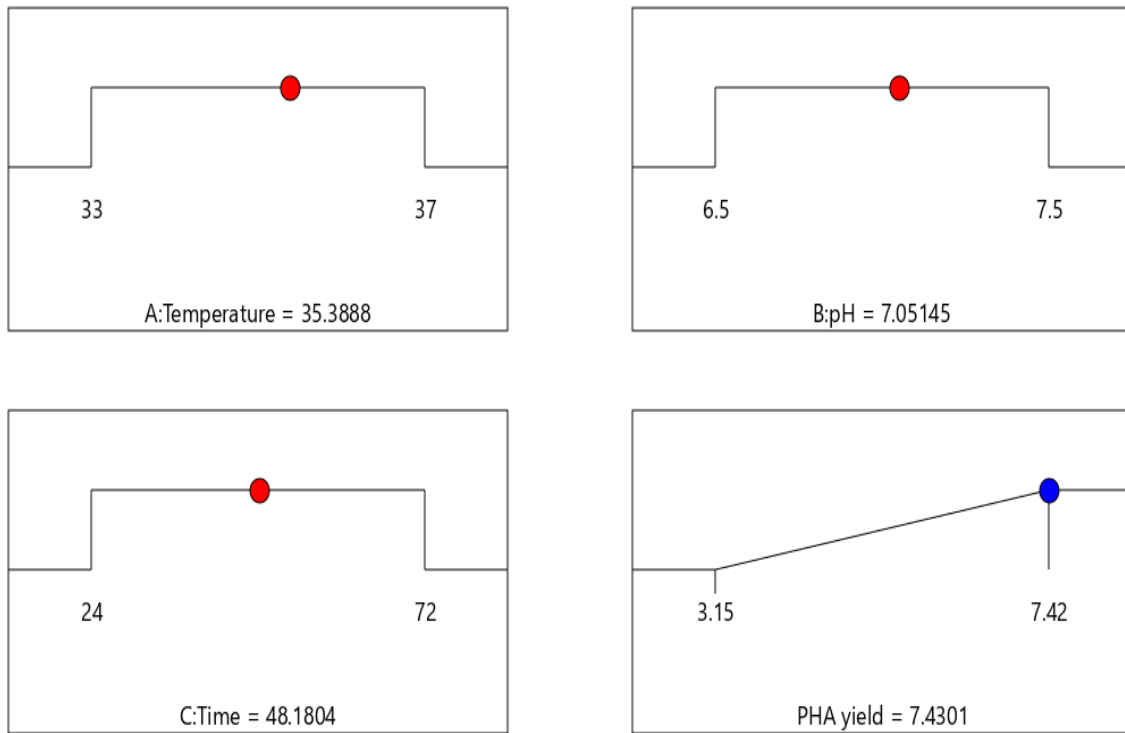 33 37
A:Temperature = 35.3888
6.5 7.5
B:pH = 7.05145
24 72
C:Time = 48.1804
3.15 7.42
PHA yield = 7.4301